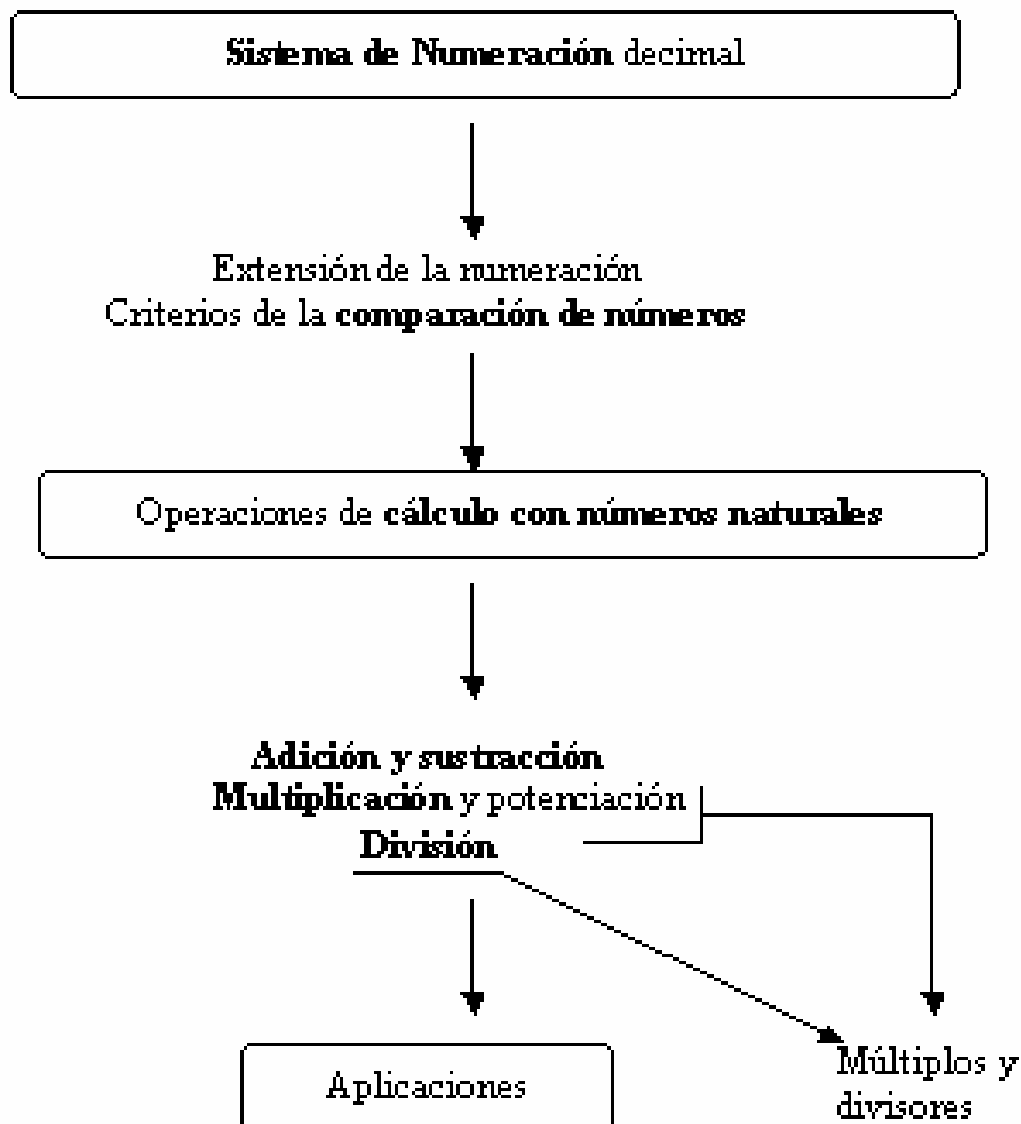 Sistema de Numeración decimal
Extensión de la numeración
Criterios de la comparación de números
Operaciones de cálculo con números naturales
Adición y sustracción
Multiplicación y potenciación
División
Aplicaciones
Múltiplos y
divisores